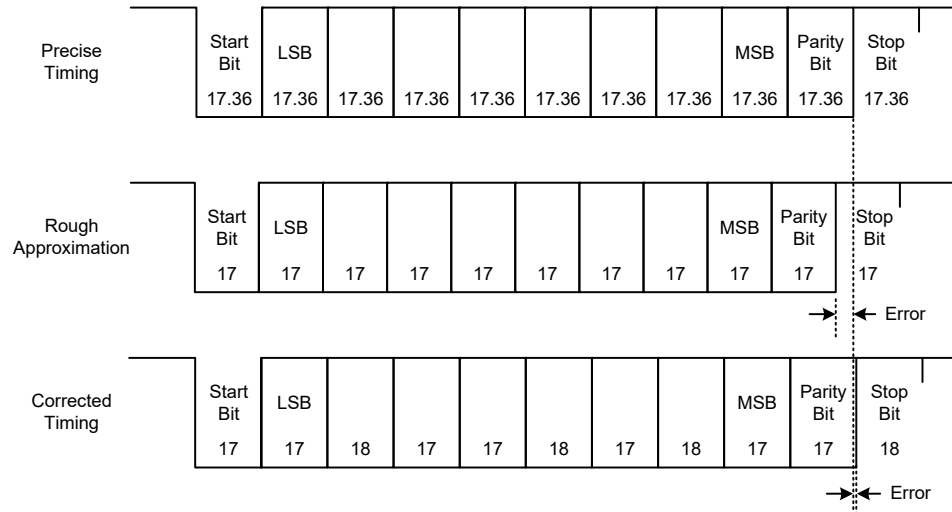 Precise
Timing
Start
Bit
LSB
MSB
Parity
Bit
Stop
Bit
17.36 17.36 17.36 17.36 17.36 17.36 17.36 17.36 17.36 17.36 17.36
Rough
Approximation
Start
Bit
LSB
MSB
Parity
Bit
Stop
Bit
17 17 17 17 17 17 17 17 17 17 17
Error
Corrected
Timing
Start
Bit
LSB
MSB
Parity
Bit
Stop
Bit
17 17 18 17 17 18 17 18 17 17 18
Error